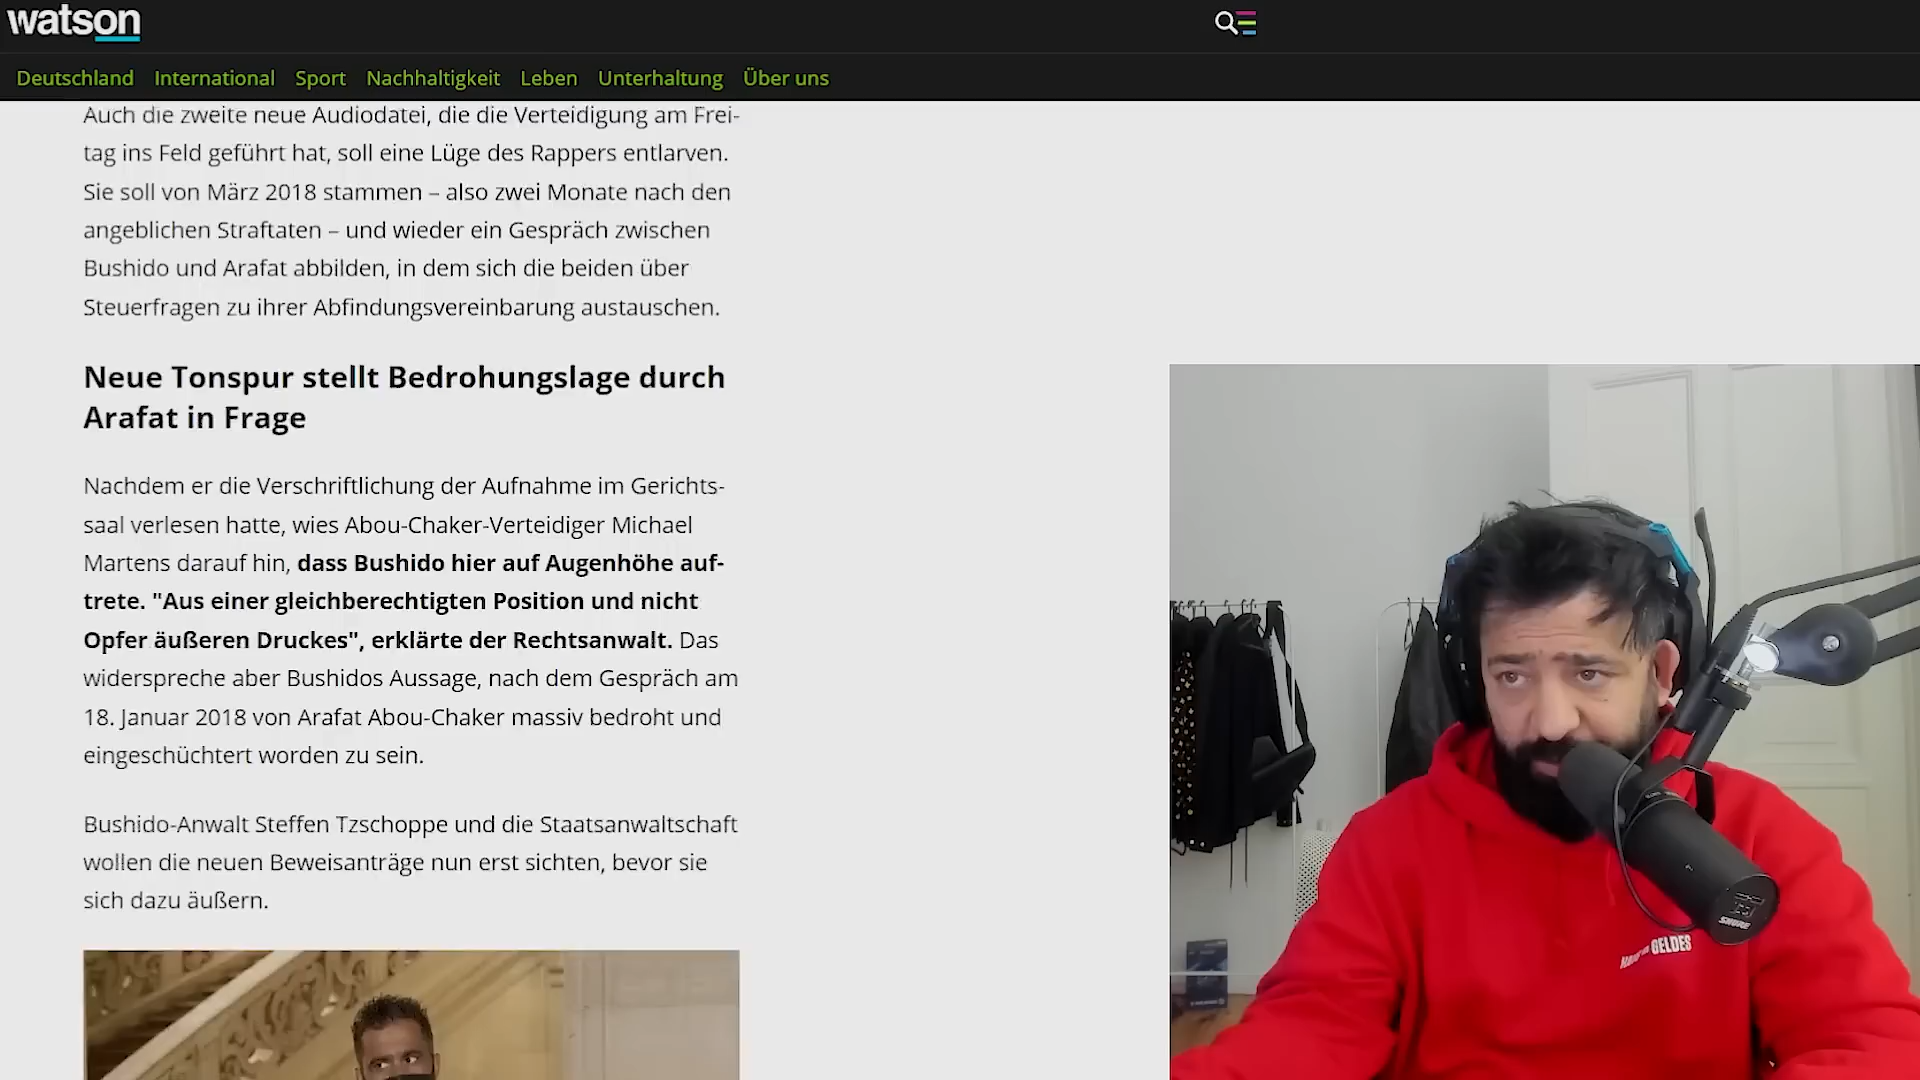 watson
Deutschland International Sport Nachhaltigkeit Leben Unterhaltung Über uns
Auch die zweite neue Audiodatei, die die Verteidigung am Frei-
tag ins Feld geführt hat, soll eine Lüge des Rappers entlarven.
Sie soll von März 2018 stammen – also zwei Monate nach den
angeblichen Straftaten – und wieder ein Gespräch zwischen
Bushido und Arafat abbilden, in dem sich die beiden über
Steuerfragen zu ihrer Abfindungsvereinbarung austauschen.
Neue Tonspur stellt Bedrohungslage durch
Arafat in Frage
Nachdem er die Verschriftlichung der Aufnahme im Gerichts-
saal verlesen hatte, wies Abou-Chaker-Verteidiger Michael
Martens darauf hin, dass Bushido hier auf Augenhöhe auf-
trete. "Aus einer gleichberechtigten Position und nicht
Opfer äußeren Druckes", erklärte der Rechtsanwalt. Das
widerspreche aber Bushidos Aussage, nach dem Gespräch am
18. Januar 2018 von Arafat Abou-Chaker massiv bedroht und
eingeschüchtert worden zu sein.
Bushido-Anwalt Steffen Tzschoppe und die Staatsanwaltschaft
wollen die neuen Beweisanträge nun erst sichten, bevor sie
sich dazu äußern.
SHURE
GELDES